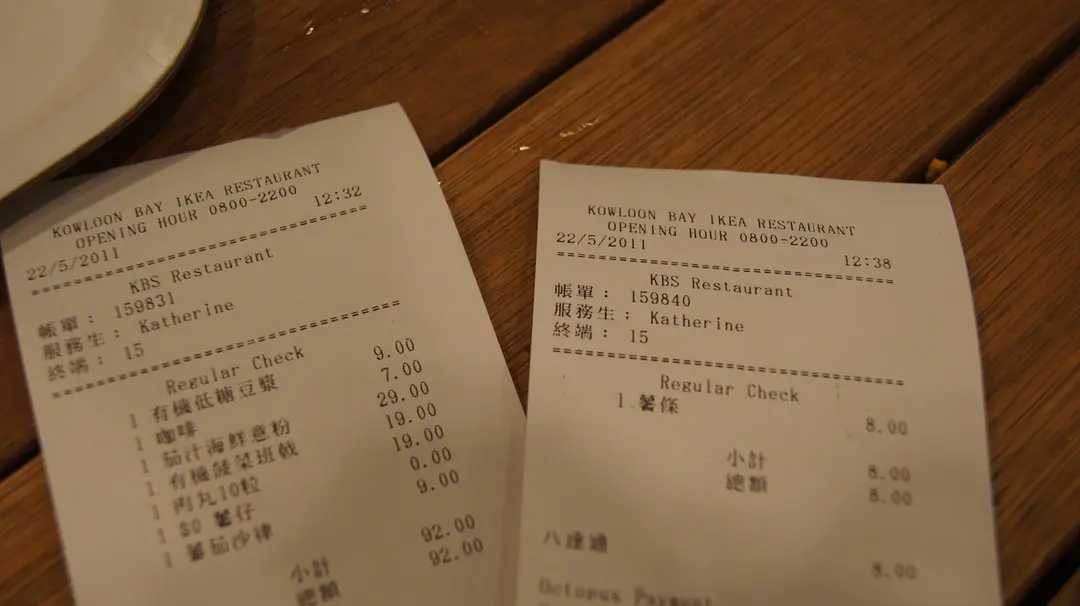 KOWLOON BAY IKEA RESTAURANT
OPENING HOUR 0800-2200
22/5/2011 12:32
KBS Restaurant
帳單： 159831
服務生： Katherine
終端： 15
Regular Check
1 有機低糖豆漿 9.00
1 咖啡 7.00
1 茄汁海鮮意粉 29.00
1 有機菠菜班戟 19.00
1 肉丸10粒 19.00
1 $0 薯仔 0.00
1 蕃茄沙律 9.00
小計 92.00
總額 92.00
KOWLOON BAY IKEA RESTAURANT
OPENING HOUR 0800-2200
22/5/2011 12:38
KBS Restaurant
帳單： 159840
服務生： Katherine
終端： 15
Regular Check
1 薯條 8.00
小計 8.00
總額 8.00
八達通 8.00
Octopus Payment